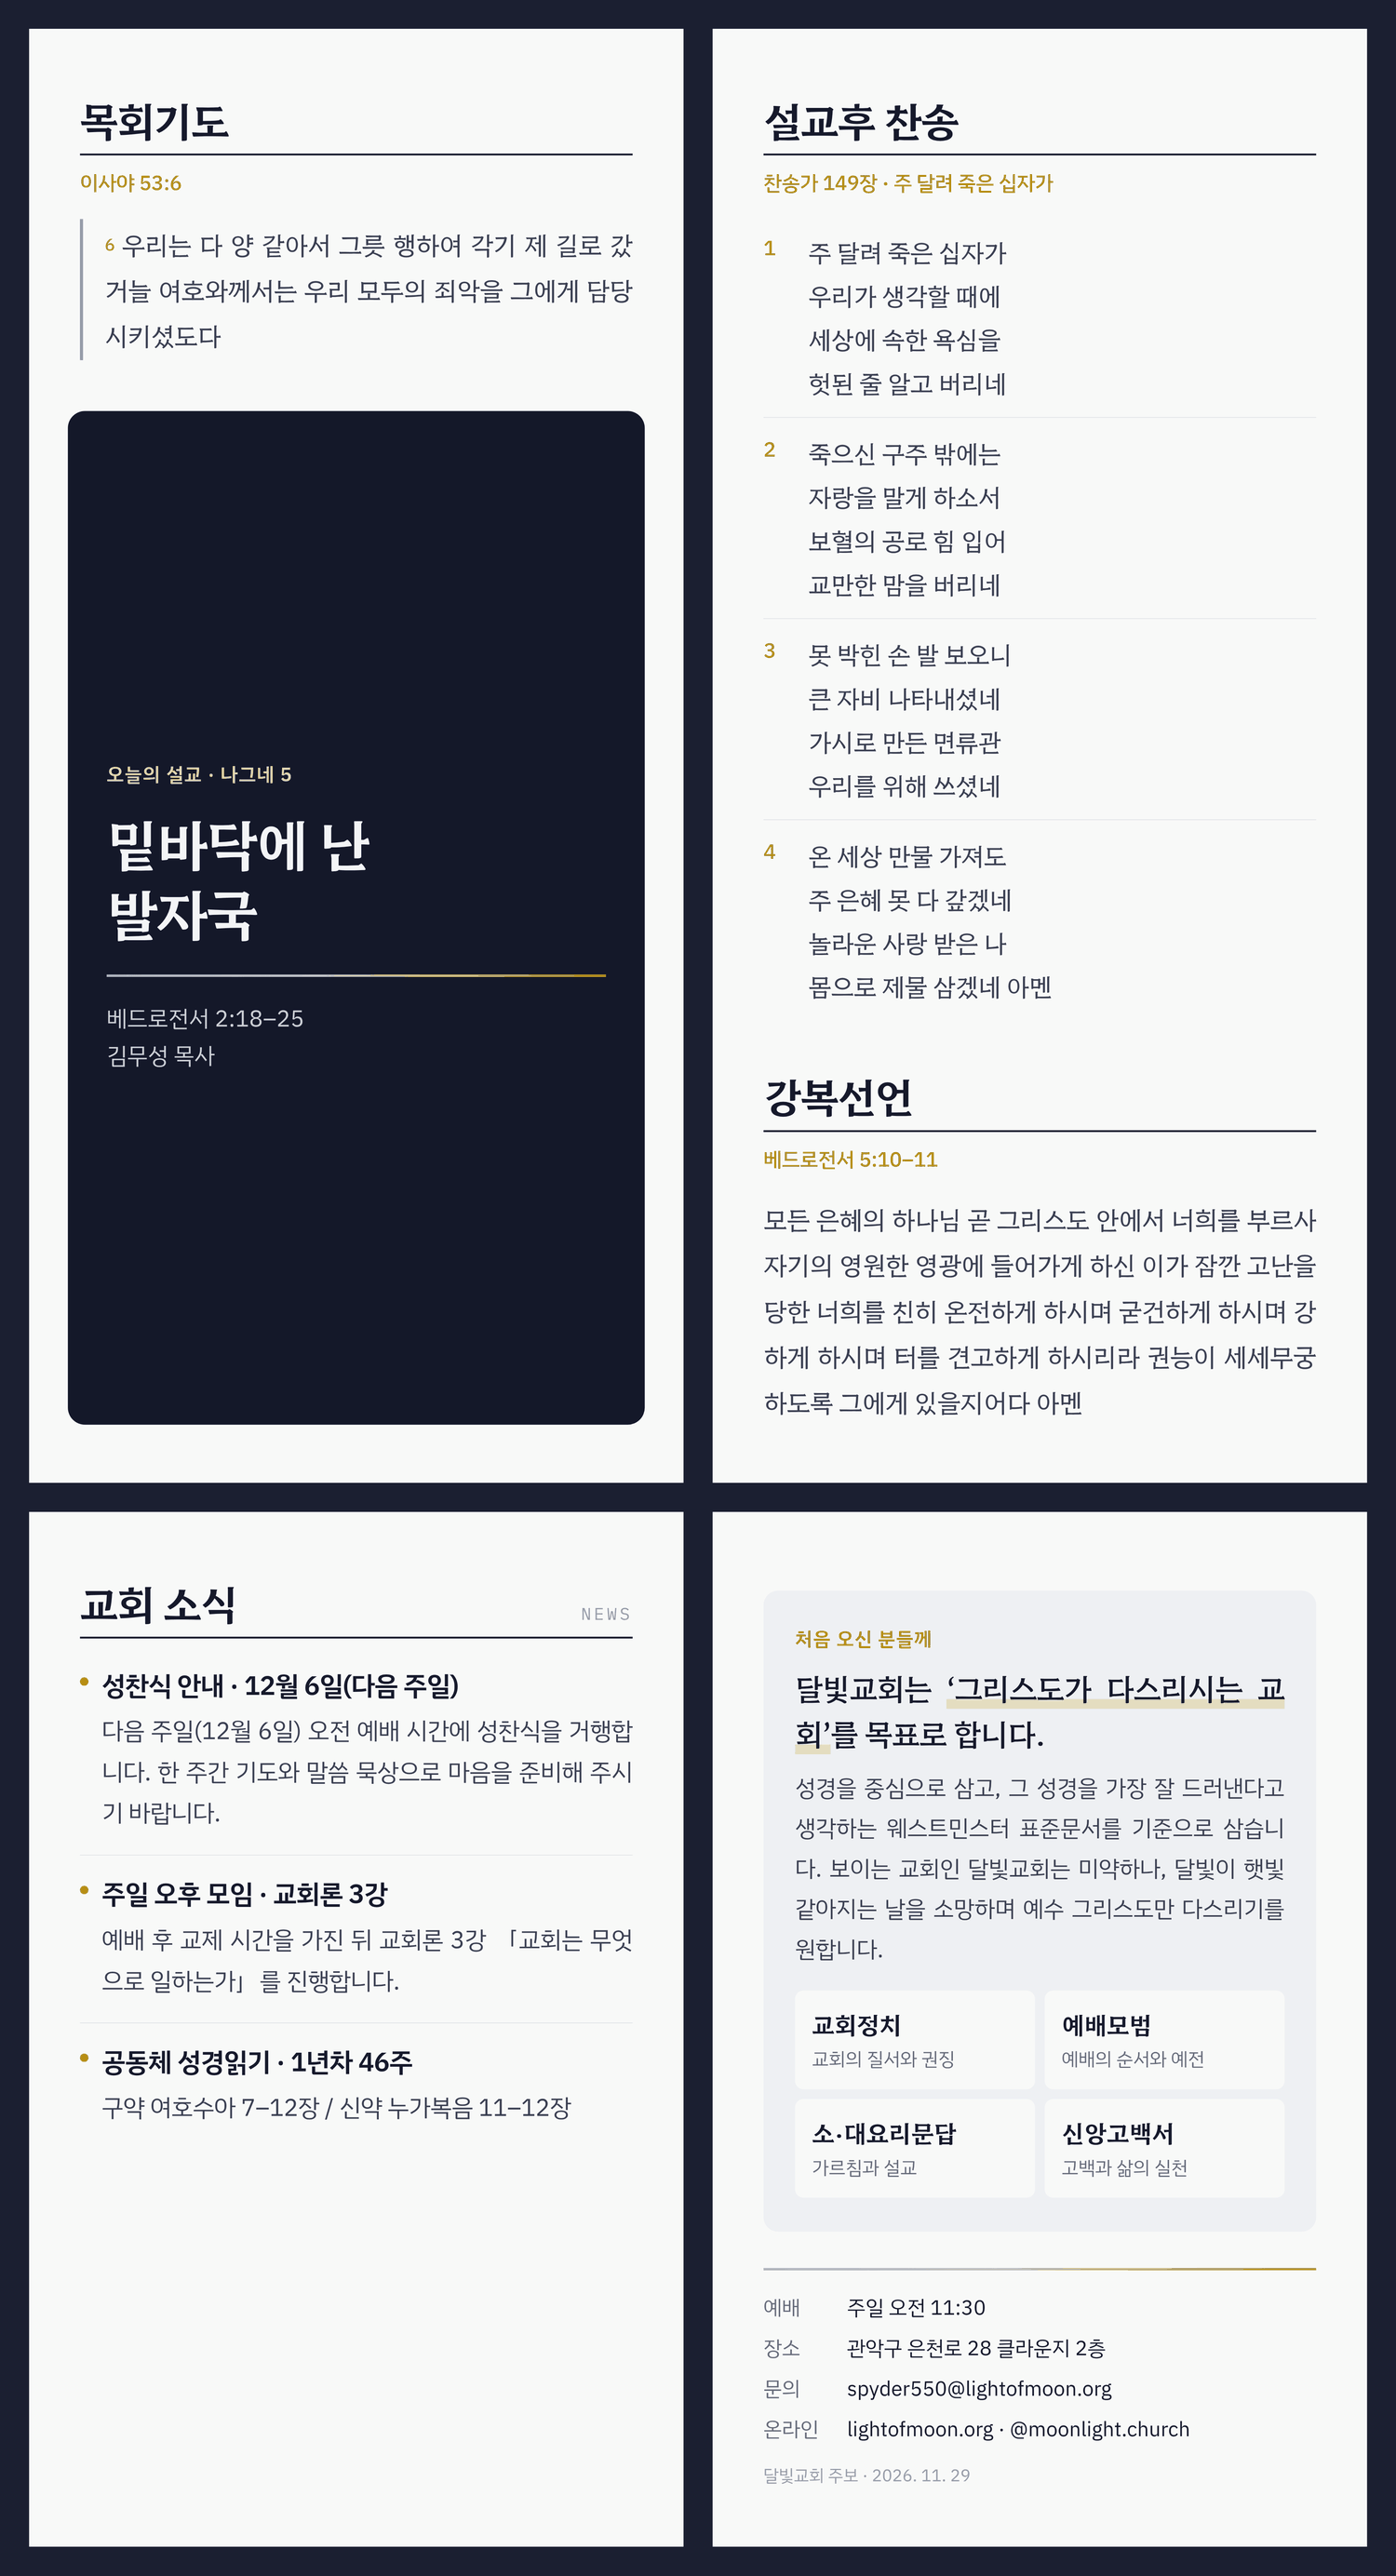 목회기도
이사야 53:6
6 우리는 다 양 같아서 그릇 행하여 각기 제 길로 갔
거늘 여호와께서는 우리 모두의 죄악을 그에게 담당
시키셨도다
오늘의 설교 · 나그네 5
밑바닥에 난
발자국
베드로전서 2:18–25
김무성 목사
설교후 찬송
찬송가 149장 · 주 달려 죽은 십자가
1 주 달려 죽은 십자가
우리가 생각할 때에
세상에 속한 욕심을
헛된 줄 알고 버리네
2 죽으신 구주 밖에는
자랑을 말게 하소서
보혈의 공로 힘 입어
교만한 맘을 버리네
3 못 박힌 손 발 보오니
큰 자비 나타내셨네
가시로 만든 면류관
우리를 위해 쓰셨네
4 온 세상 만물 가져도
주 은혜 못 다 갚겠네
놀라운 사랑 받은 나
몸으로 제물 삼겠네 아멘
강복선언
베드로전서 5:10–11
모든 은혜의 하나님 곧 그리스도 안에서 너희를 부르사
자기의 영원한 영광에 들어가게 하신 이가 잠깐 고난을
당한 너희를 친히 온전하게 하시며 굳건하게 하시며 강
하게 하시며 터를 견고하게 하시리라 권능이 세세무궁
하도록 그에게 있을지어다 아멘
교회 소식 NEWS
성찬식 안내 · 12월 6일(다음 주일)
다음 주일(12월 6일) 오전 예배 시간에 성찬식을 거행합
니다. 한 주간 기도와 말씀 묵상으로 마음을 준비해 주시
기 바랍니다.
주일 오후 모임 · 교회론 3강
예배 후 교제 시간을 가진 뒤 교회론 3강 「교회는 무엇
으로 일하는가」를 진행합니다.
공동체 성경읽기 · 1년차 46주
구약 여호수아 7–12장 / 신약 누가복음 11–12장
처음 오신 분들께
달빛교회는 ‘그리스도가 다스리시는 교
회’를 목표로 합니다.
성경을 중심으로 삼고, 그 성경을 가장 잘 드러낸다고
생각하는 웨스트민스터 표준문서를 기준으로 삼습니
다. 보이는 교회인 달빛교회는 미약하나, 달빛이 햇빛
같아지는 날을 소망하며 예수 그리스도만 다스리기를
원합니다.
교회정치
교회의 질서와 권징
예배모범
예배의 순서와 예전
소·대요리문답
가르침과 설교
신앙고백서
고백과 삶의 실천
예배 주일 오전 11:30
장소 관악구 은천로 28 클라운지 2층
문의 spyder550@lightofmoon.org
온라인 lightofmoon.org · @moonlight.church
달빛교회 주보 · 2026. 11. 29